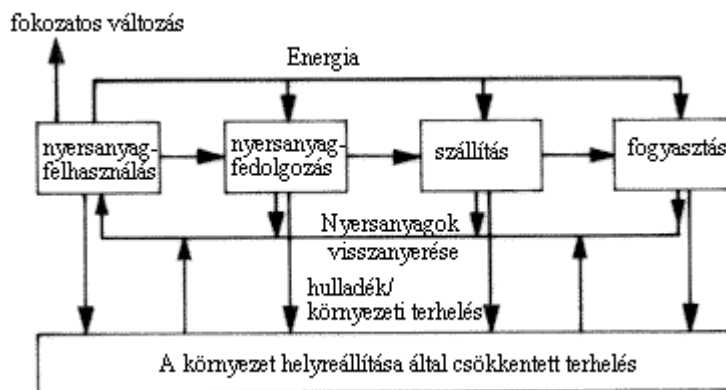 fokozatos változás
Energia
nyersanyag-
felhasználás
nyersanyag-
fedolgozás
szállítás
fogyasztás
Nyersanyagok
visszanyerése
hulladék/
környezeti terhelés
A környezet helyreállítása által csökkentett terhelés